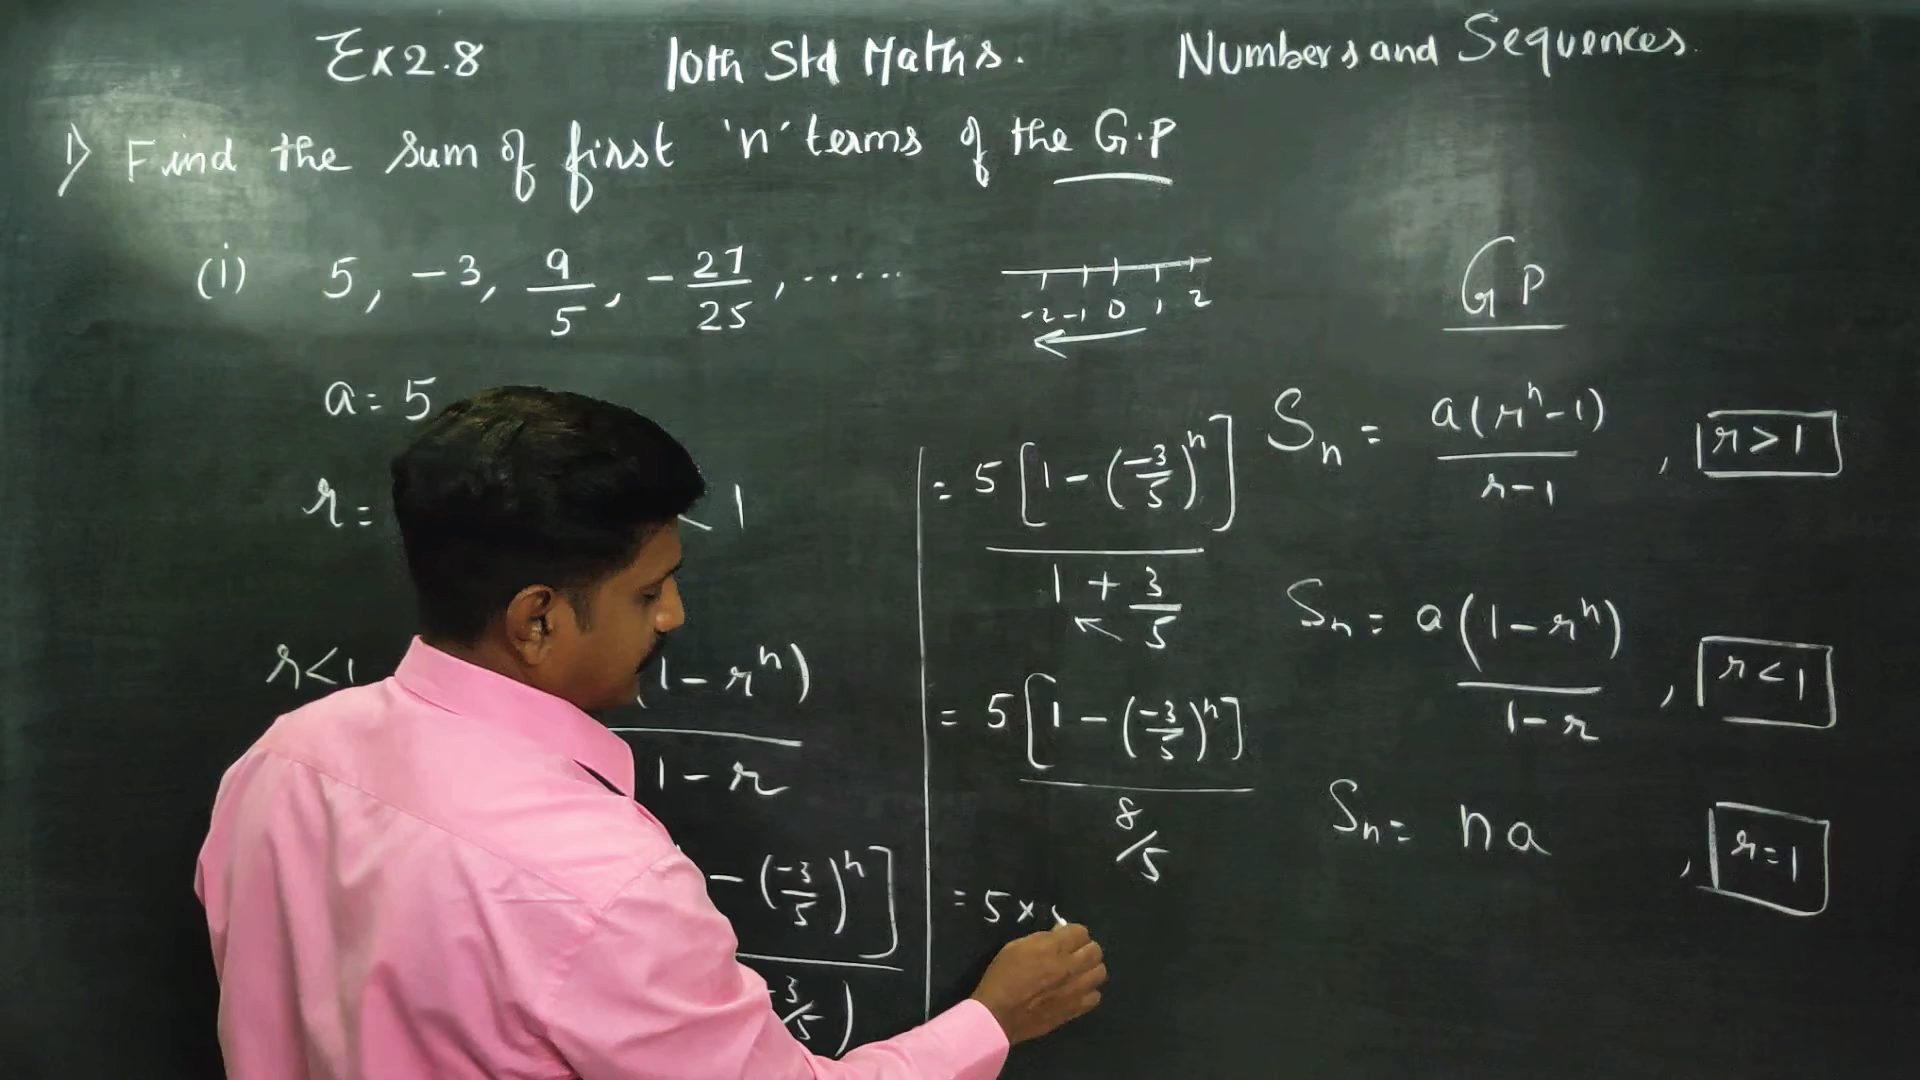 Ex 2.8 10th Std Maths. Numbers and Sequences.
1) Find the sum of first 'n' terms of the G.P
(i) 5, -3, 9/5, -27/25, .....
-2 -1 0 1 2
a = 5
r = < 1
r<1
(1 - r^n)
1 - r
- (-3/5)^n ]
-3/5 )
= 5 [ 1 - (-3/5)^n ]
1 + 3/5
= 5 [ 1 - (-3/5)^n ]
8/5
= 5 ×
GP
Sn = a(r^n - 1) / r - 1 , r > 1
Sn = a(1 - r^n) / 1 - r , r < 1
Sn = na , r = 1